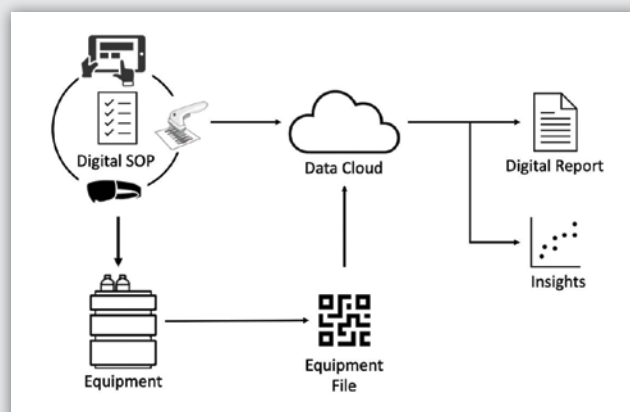 Digital SOP
Data Cloud
Digital Report
Insights
Equipment
Equipment
File